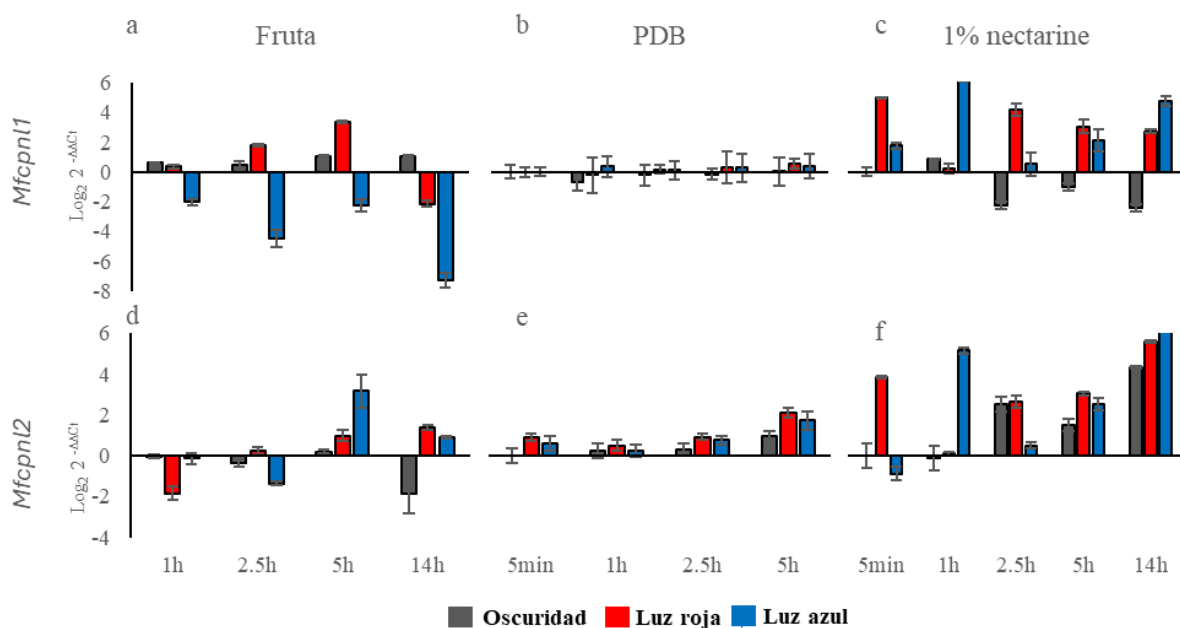 a Fruta
b PDB
c 1% nectarine
Mfcpnl1
Log₂ 2 ⁻ΔΔCt
6
4
2
0
-2
-4
-6
-8
d
e
f
Mfcpnl2
Log₂ 2 ⁻ΔΔCt
6
4
2
0
-2
-4
1h 2.5h 5h 14h
5min 1h 2.5h 5h
5min 1h 2.5h 5h 14h
Oscuridad Luz roja Luz azul